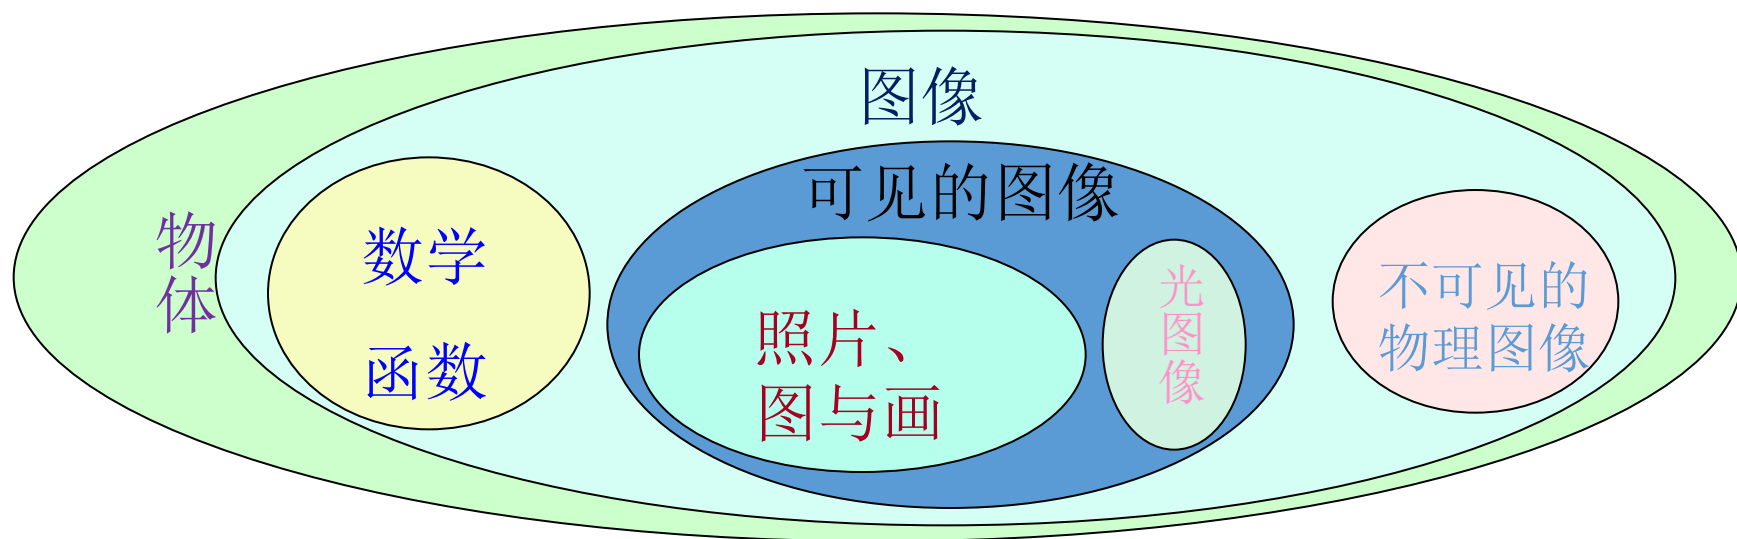 图像
可见的图像
物体
数学
函数
照片、
图与画
光图像
不可见的
物理图像